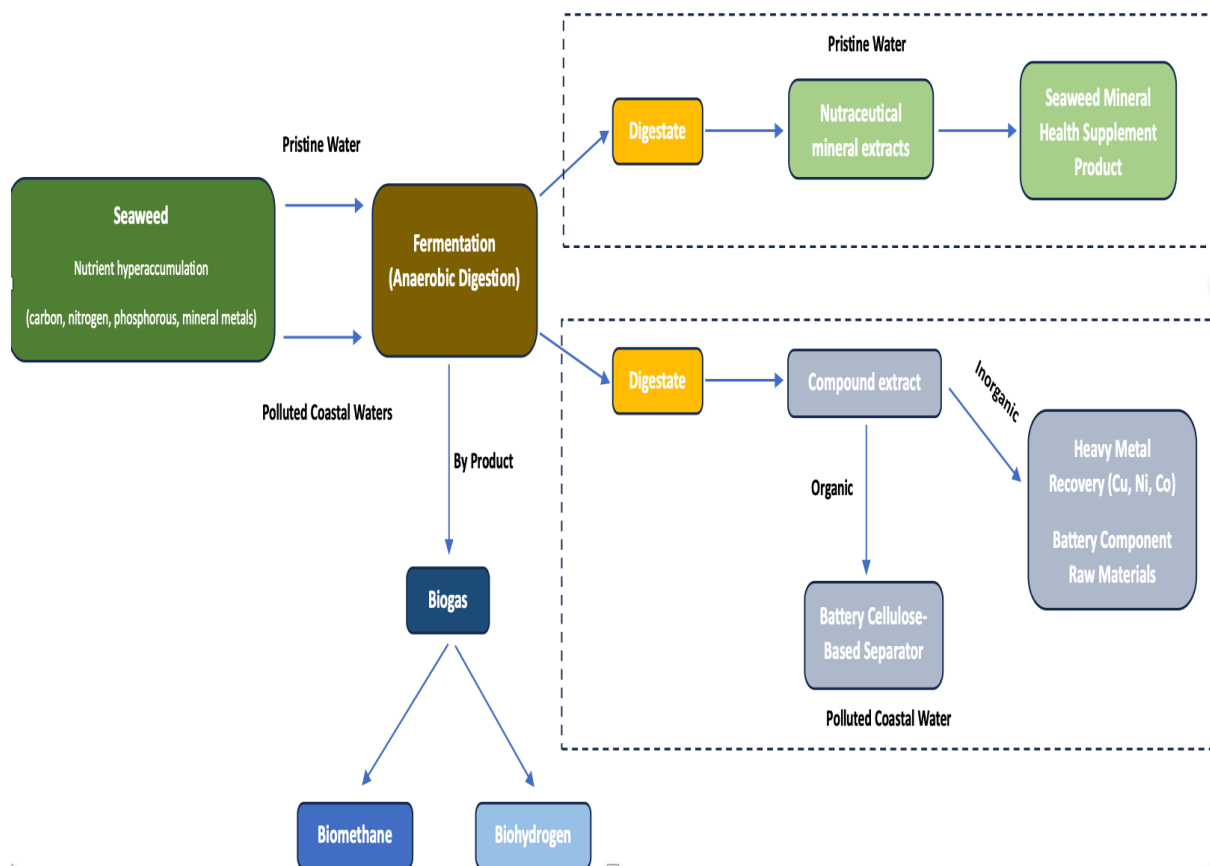 Pristine Water
Digestate
Nutraceutical
mineral extracts
Seaweed Mineral
Health Supplement
Product
Pristine Water
Seaweed
Nutrient hyperaccumulation
(carbon, nitrogen, phosphorous, mineral metals)
Fermentation
(Anaerobic Digestion)
Polluted Coastal Waters
By Product
Digestate
Compound extract
Inorganic
Organic
Heavy Metal
Recovery (Cu, Ni, Co)
Battery Component
Raw Materials
Battery Cellulose-
Based Separator
Polluted Coastal Water
Biogas
Biomethane
Biohydrogen